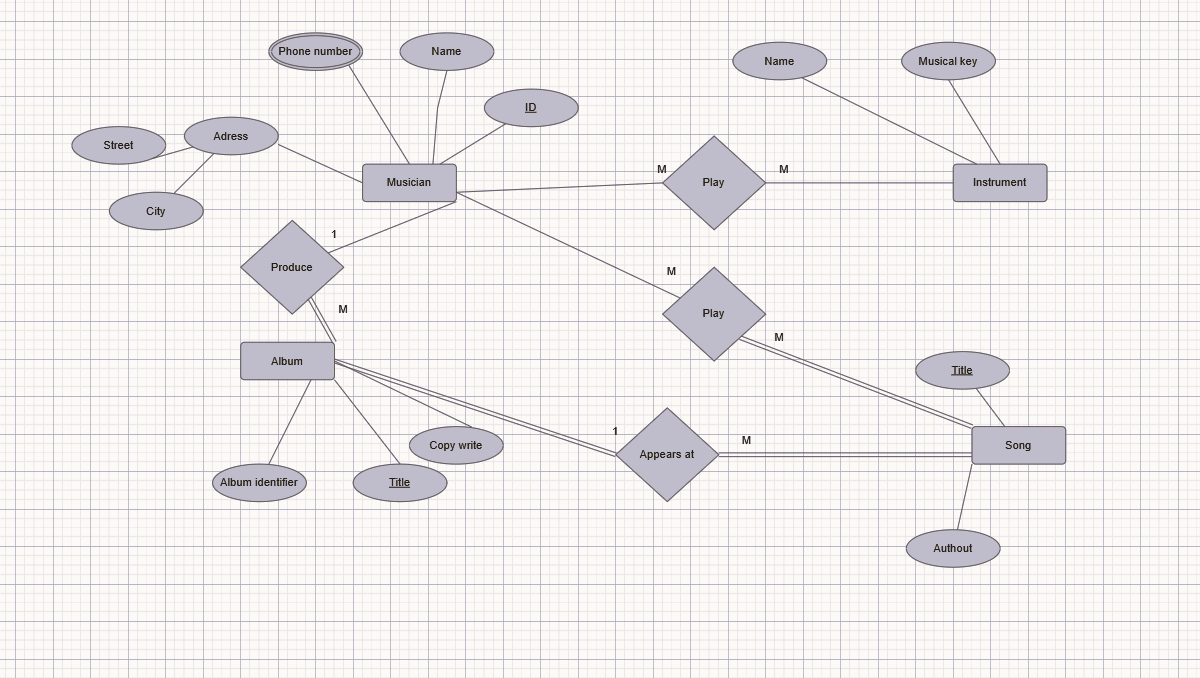 Phone number
Name
Name
Musical key
ID
Adress
Street
Musician
M
Play
M
Instrument
City
1
Produce
M
M
Play
M
Album
Title
1
M
Copy write
Appears at
Song
Album identifier
Title
Authout